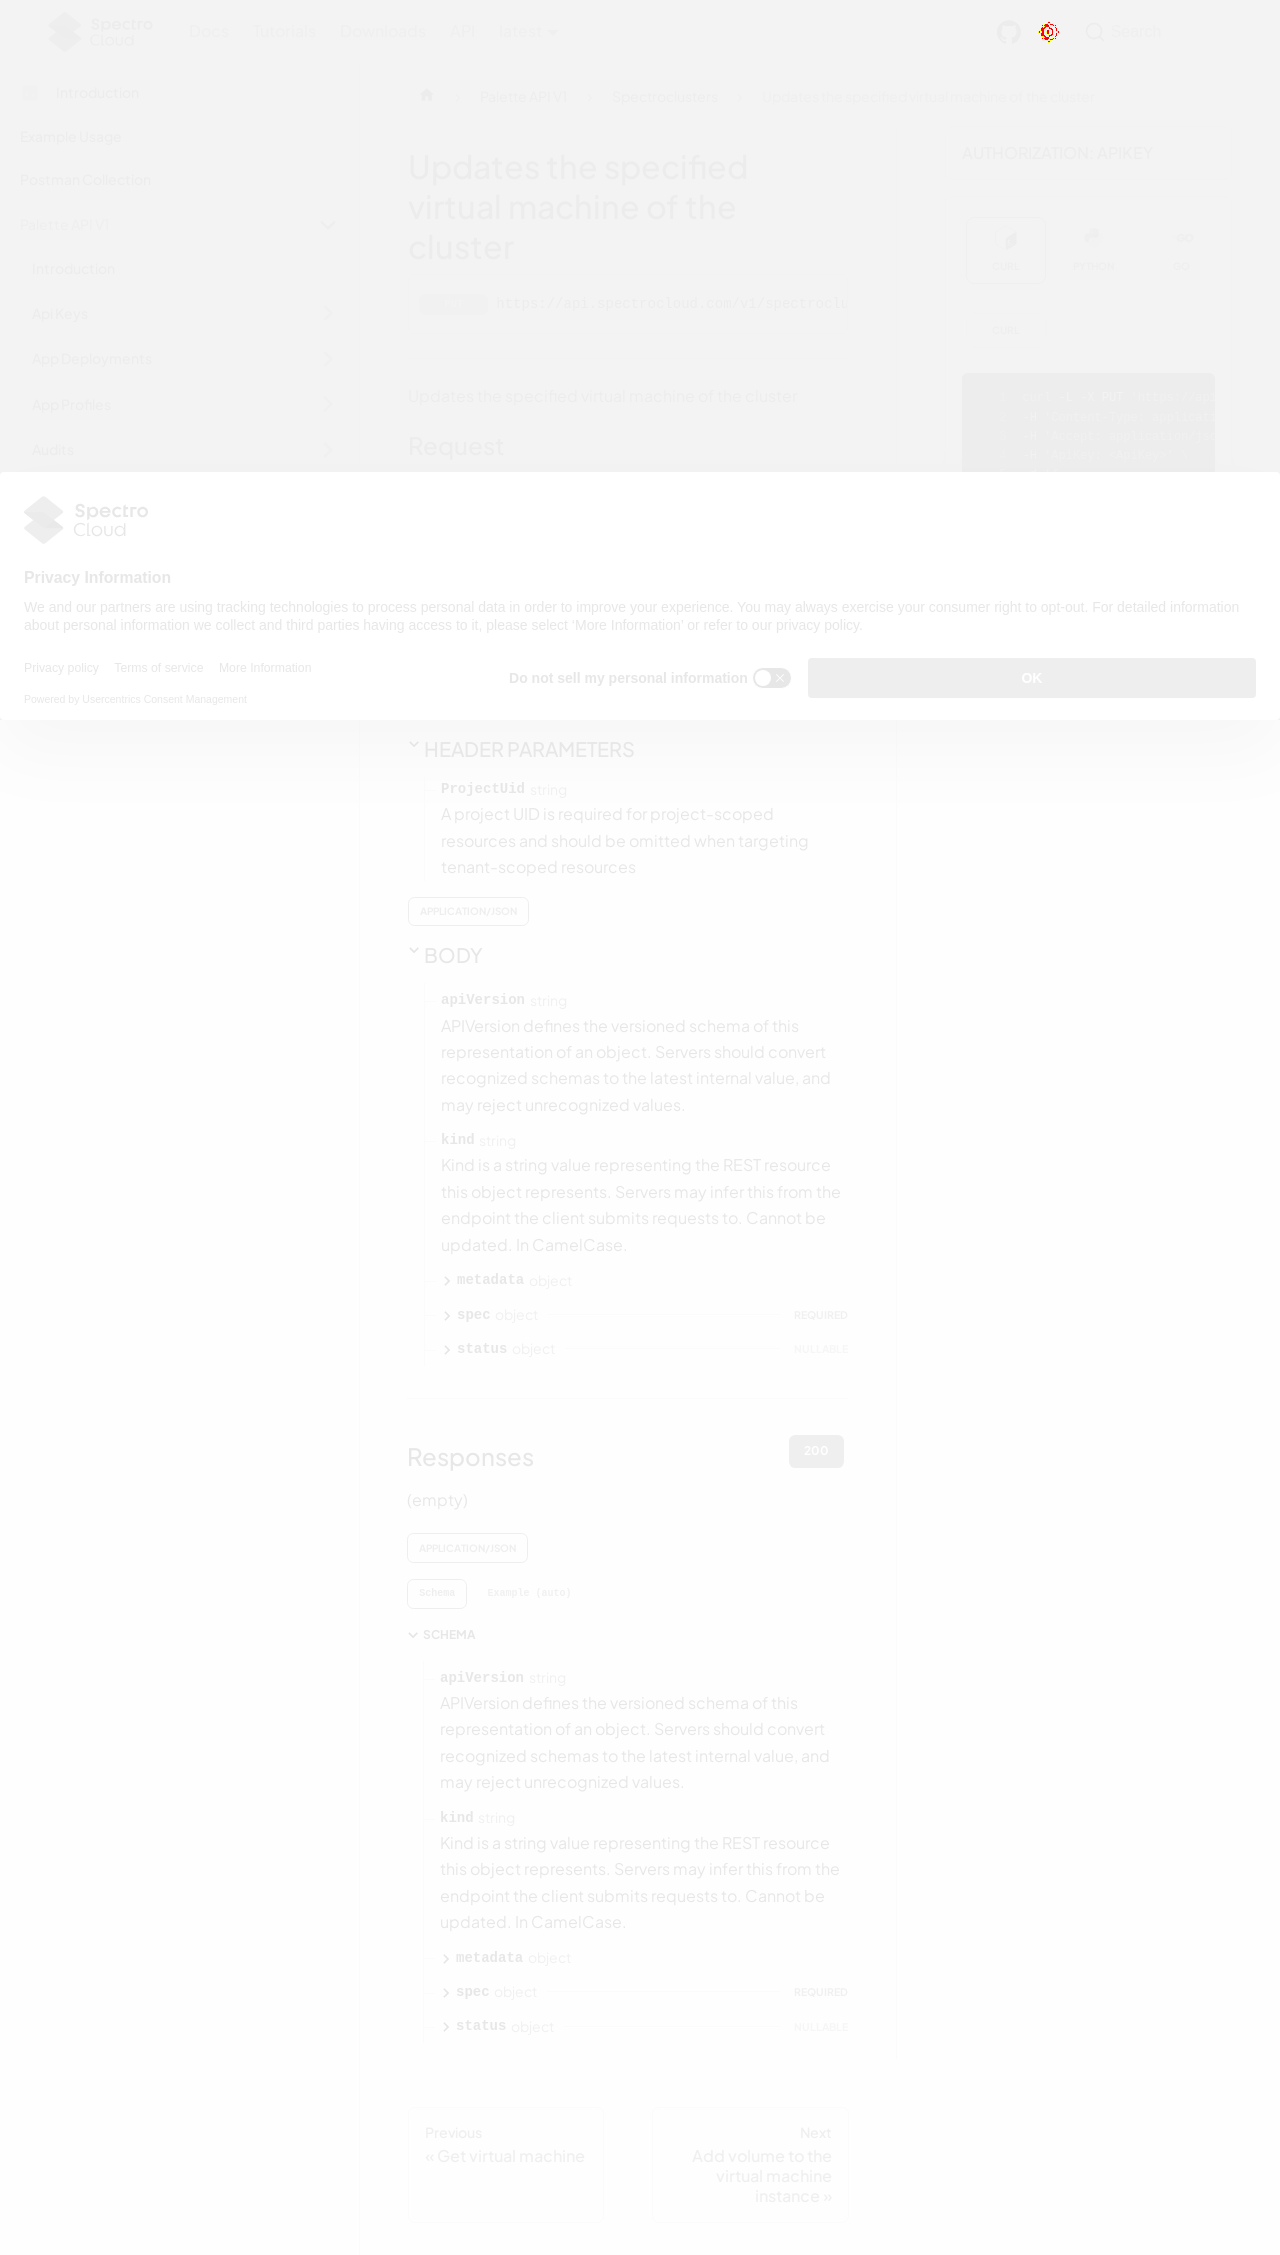 Spectro Cloud
Docs Tutorials Downloads API latest
Search
Introduction
Example Usage
Postman Collection
Palette API V1
Introduction
Api Keys
App Deployments
App Profiles
Audits
Palette API V1
Spectroclusters
Updates the specified virtual machine of the cluster
Updates the specified
virtual machine of the
cluster
https://api.spectrocloud.com/v1/spectroclu
Updates the specified virtual machine of the cluster
Request
AUTHORIZATION: APIKEY
CURL
PYTHON
GO
CURL
Spectro
Cloud
Privacy Information
We and our partners are using tracking technologies to process personal data in order to improve your experience. You may always exercise your consumer right to opt-out. For detailed information
about personal information we collect and third parties having access to it, please select 'More Information' or refer to our privacy policy.
Privacy policy Terms of service More Information
Powered by Usercentrics Consent Management
Do not sell my personal information
OK
HEADER PARAMETERS
ProjectUid string
A project UID is required for project-scoped
resources and should be omitted when targeting
tenant-scoped resources
APPLICATION/JSON
BODY
apiVersion string
APIVersion defines the versioned schema of this
representation of an object. Servers should convert
recognized schemas to the latest internal value, and
may reject unrecognized values.
kind string
Kind is a string value representing the REST resource
this object represents. Servers may infer this from the
endpoint the client submits requests to. Cannot be
updated. In CamelCase.
metadata object
spec object REQUIRED
status object NULLABLE
Responses
200
(empty)
APPLICATION/JSON
Schema Example (auto)
SCHEMA
apiVersion string
APIVersion defines the versioned schema of this
representation of an object. Servers should convert
recognized schemas to the latest internal value, and
may reject unrecognized values.
kind string
Kind is a string value representing the REST resource
this object represents. Servers may infer this from the
endpoint the client submits requests to. Cannot be
updated. In CamelCase.
metadata object
spec object REQUIRED
status object NULLABLE
Previous
« Get virtual machine
Next
Add volume to the
virtual machine
instance »